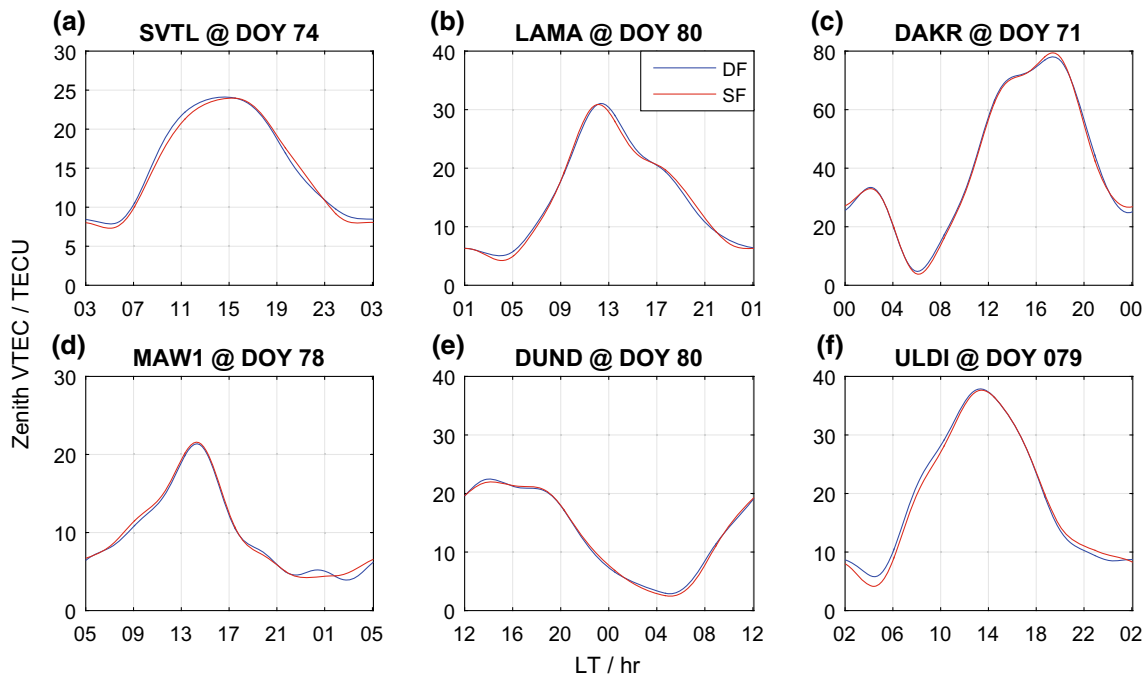 (a) SVTL @ DOY 74
30
25
20
15
10
5
0
03 07 11 15 19 23 03
(b) LAMA @ DOY 80
DF
SF
40
30
20
10
0
01 05 09 13 17 21 01
(c) DAKR @ DOY 71
80
60
40
20
0
00 04 08 12 16 20 00
Zenith VTEC / TECU
(d) MAW1 @ DOY 78
30
20
10
0
05 09 13 17 21 01 05
(e) DUND @ DOY 80
40
30
20
10
0
12 16 20 00 04 08 12
(f) ULDI @ DOY 079
40
30
20
10
0
02 06 10 14 18 22 02
LT / hr